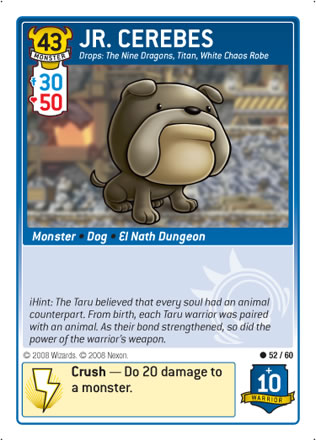 43
MONSTER
JR. CEREBES
Drops: The Nine Dragons, Titan, White Chaos Robe
+30
50
Monster • Dog • El Nath Dungeon
iHint: The Taru believed that every soul had an animal
counterpart. From birth, each Taru warrior was paired
with an animal. As their bond strengthened, so did the
power of the warrior's weapon.
© 2008 Wizards. © 2008 Nexon.
● 52 / 60
Crush — Do 20 damage to
a monster.
+
10
WARRIOR